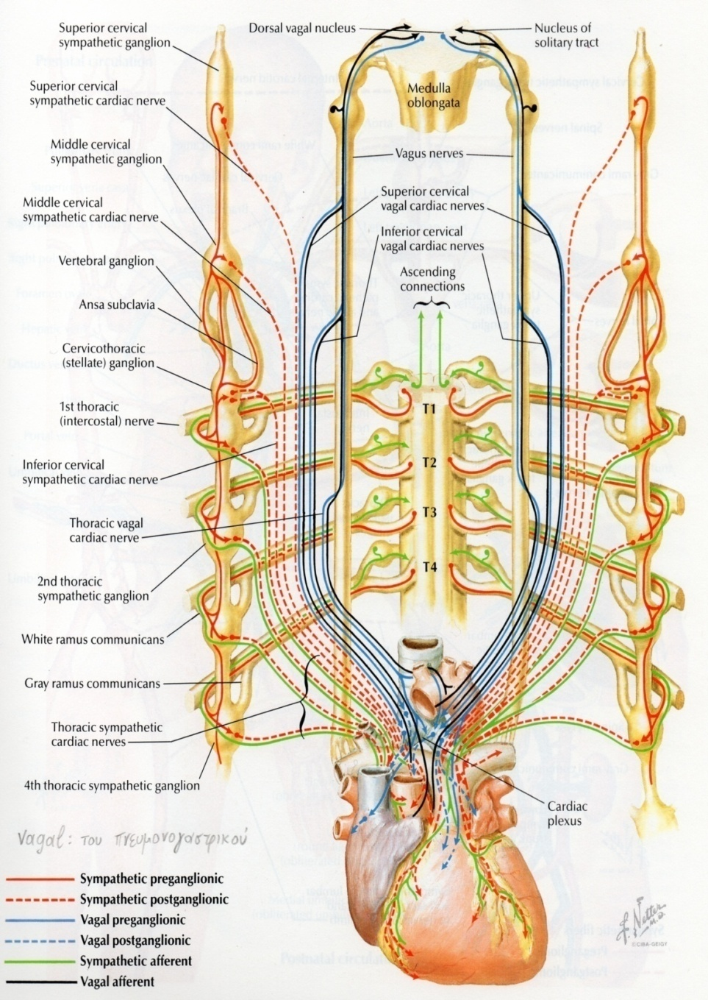 Superior cervical
sympathetic ganglion
Superior cervical
sympathetic cardiac nerve
Middle cervical
sympathetic ganglion
Middle cervical
sympathetic cardiac nerve
Vertebral ganglion
Ansa subclavia
Cervicothoracic
(stellate) ganglion
1st thoracic
(intercostal) nerve
Inferior cervical
sympathetic cardiac nerve
Thoracic vagal
cardiac nerve
2nd thoracic
sympathetic ganglion
White ramus communicans
Gray ramus communicans
Thoracic sympathetic
cardiac nerves
4th thoracic sympathetic ganglion
Dorsal vagal nucleus
Nucleus of
solitary tract
Medulla
oblongata
Vagus nerves
Superior cervical
vagal cardiac nerves
Inferior cervical
vagal cardiac nerves
Ascending
connections
T1
T2
T3
T4
Cardiac
plexus
Vagal: του πνευμονογαστρικού
Sympathetic preganglionic
Sympathetic postganglionic
Vagal preganglionic
Vagal postganglionic
Sympathetic afferent
Vagal afferent
F. Netter
M.D.
©CIBA-GEIGY